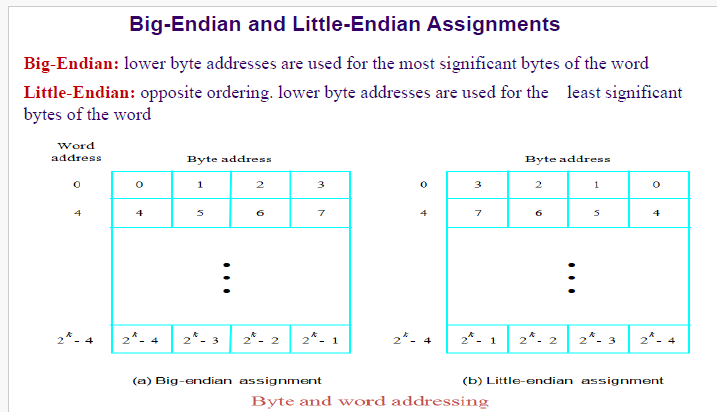 Big-Endian and Little-Endian Assignments
Big-Endian: lower byte addresses are used for the most significant bytes of the word
Little-Endian: opposite ordering. lower byte addresses are used for the least significant
bytes of the word
Word
address
Byte address
Byte address
0 0 1 2 3 0 3 2 1 0
4 4 5 6 7 4 7 6 5 4
2^k - 4 2^k - 4 2^k - 3 2^k - 2 2^k - 1 2^k - 4 2^k - 1 2^k - 2 2^k - 3 2^k - 4
(a) Big-endian assignment (b) Little-endian assignment
Byte and word addressing